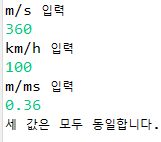 m/s 입력
360
km/h 입력
100
m/ms 입력
0.36
세 값은 모두 동일합니다.